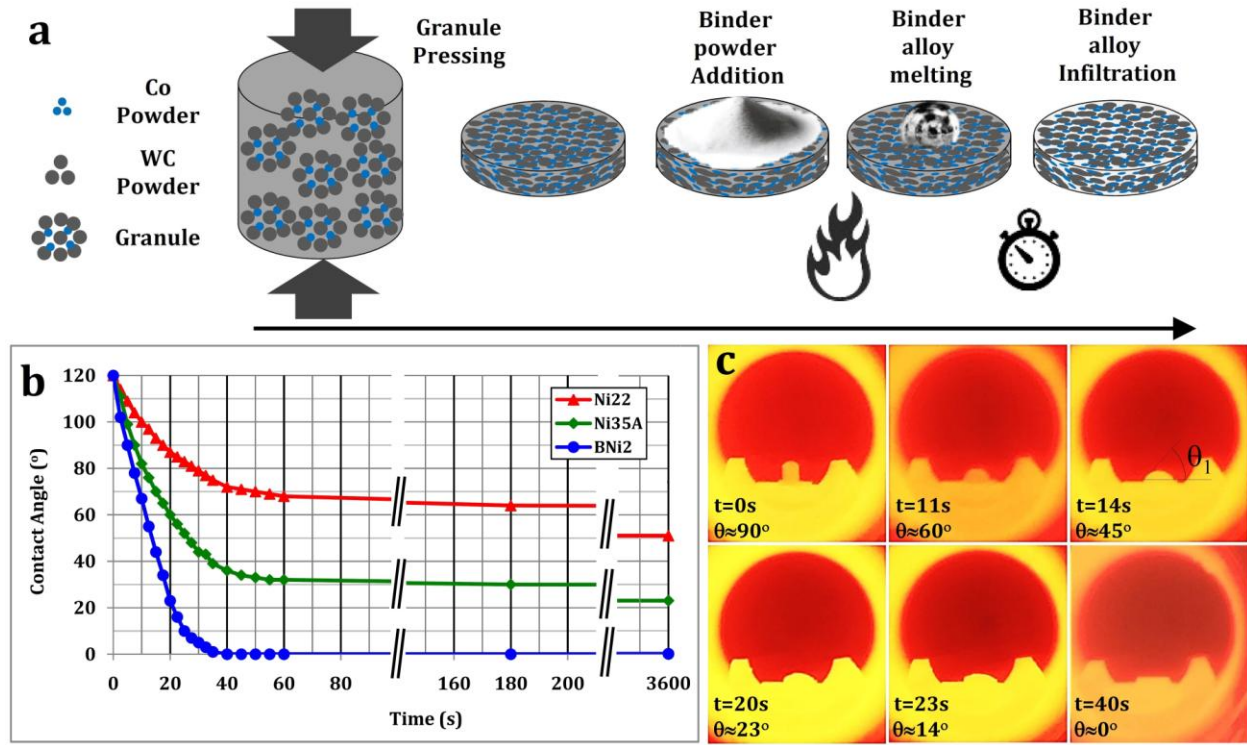 a
Co
Powder
WC
Powder
Granule
Granule
Pressing
Binder
powder
Addition
Binder
alloy
melting
Binder
alloy
Infiltration
b
Contact Angle (°)
120
100
80
60
40
20
0
Ni22
Ni35A
BNi2
0 20 40 60 160 180 200 3600
Time (s)
c
t=0s
θ≈90°
t=11s
θ≈60°
θ1
t=14s
θ≈45°
t=20s
θ≈23°
t=23s
θ≈14°
t=40s
θ≈0°